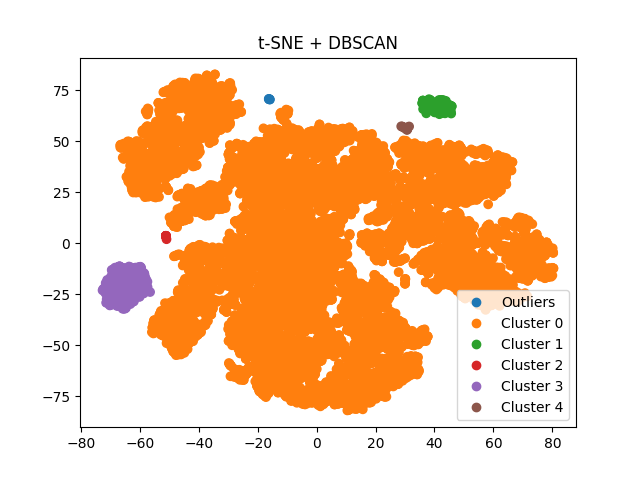 t-SNE + DBSCAN
75
50
25
0
−25
−50
−75
−80
−60
−40
−20
0
20
40
60
80
Outliers
Cluster 0
Cluster 1
Cluster 2
Cluster 3
Cluster 4